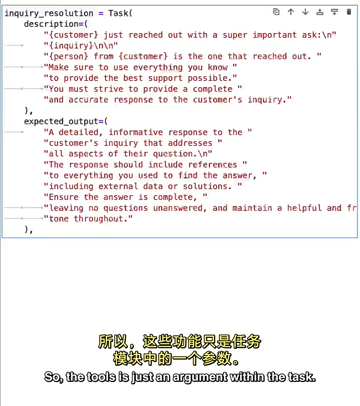 inquiry_resolution = Task(
description=(
"{customer} just reached out with a super important ask:\n"
"{inquiry}\n\n"
"{person} from {customer} is the one that reached out. "
"Make sure to use everything you know "
"to provide the best support possible."
"You must strive to provide a complete "
"and accurate response to the customer's inquiry."
),
expected_output=(
"A detailed, informative response to the "
"customer's inquiry that addresses "
"all aspects of their question.\n"
"The response should include references "
"to everything you used to find the answer, "
"including external data or solutions. "
"Ensure the answer is complete, "
"leaving no questions unanswered, and maintain a helpful and fr
tone throughout."
),
所以，这些功能只是任务
模块中的一个参数。
So, the tools is just an argument within the task.